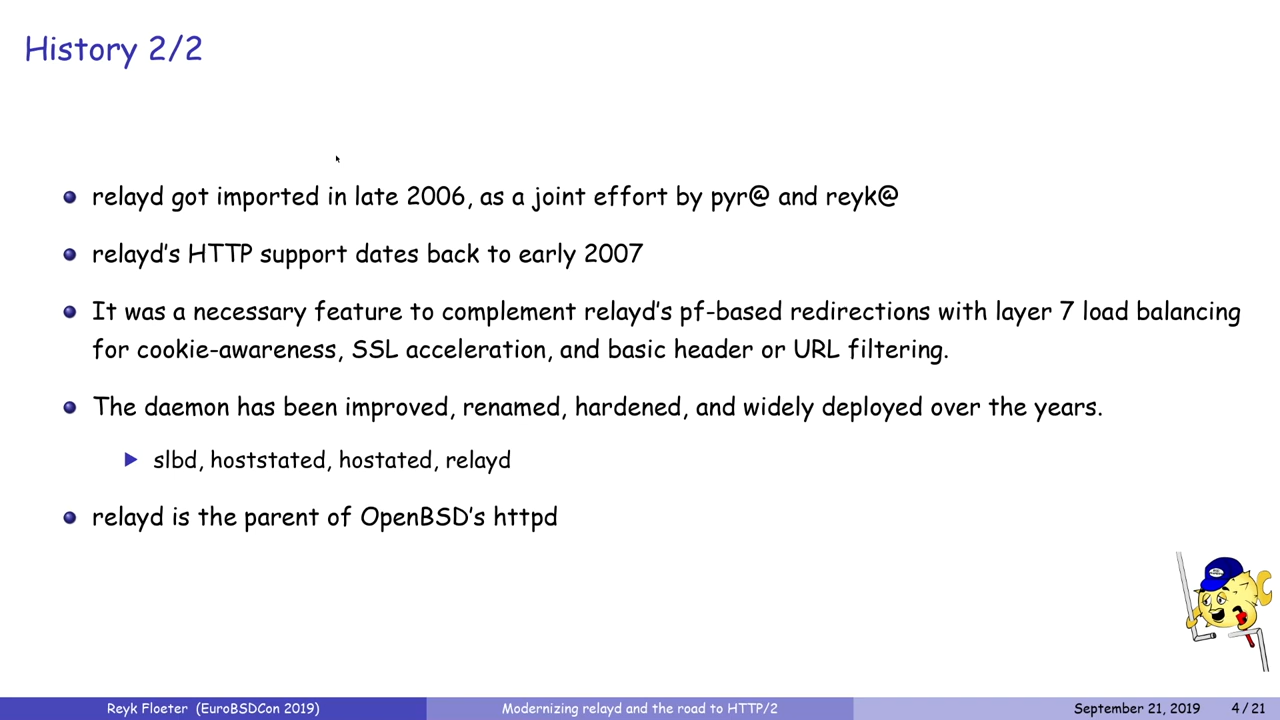 History 2/2
relayd got imported in late 2006, as a joint effort by pyr@ and reyk@
relayd's HTTP support dates back to early 2007
It was a necessary feature to complement relayd's pf-based redirections with layer 7 load balancing
for cookie-awareness, SSL acceleration, and basic header or URL filtering.
The daemon has been improved, renamed, hardened, and widely deployed over the years.
slbd, hoststated, hostated, relayd
relayd is the parent of OpenBSD's httpd
Reyk Floeter (EuroBSDCon 2019)
Modernizing relayd and the road to HTTP/2
September 21, 2019
4 / 21